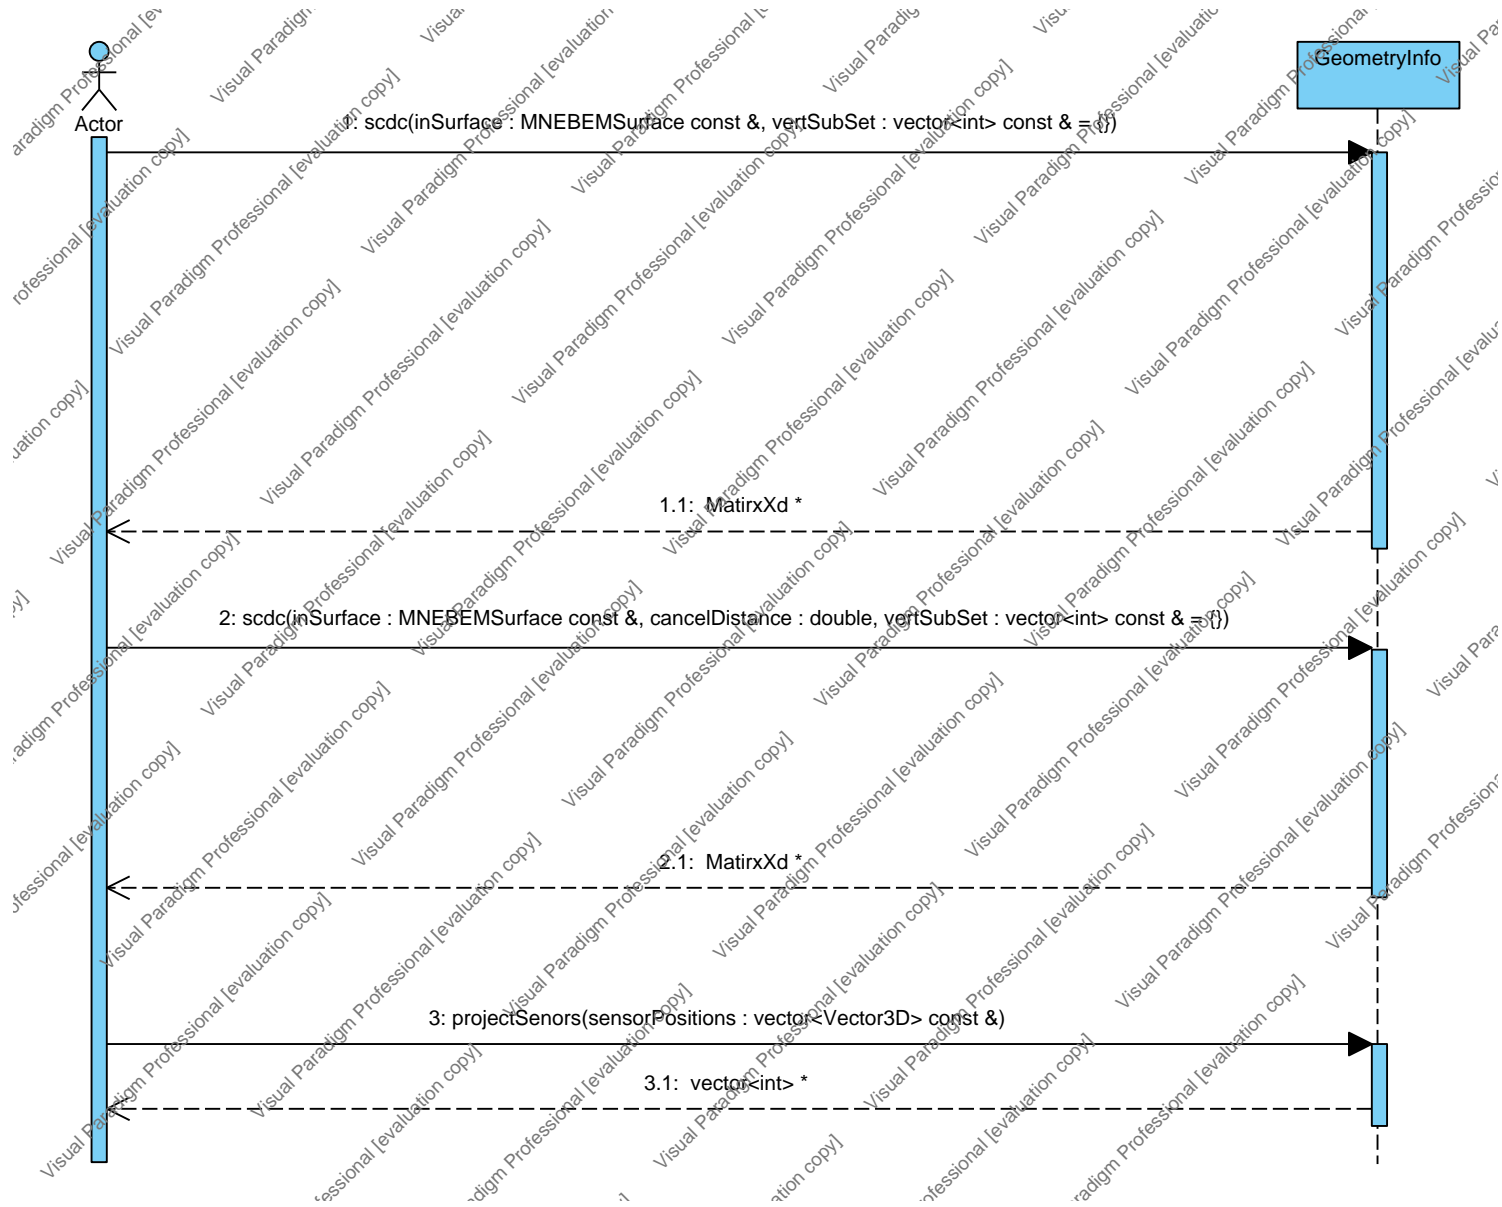 GeometryInfo
Actor
1: scdc(inSurface : MNEBEMSurface const &, vertSubSet : vector<int> const & = {})
1.1: MatirxXd *
2: scdc(inSurface : MNEBEMSurface const &, cancelDistance : double, vertSubSet : vector<int> const & = {})
2.1: MatirxXd *
3: projectSenors(sensorPositions : vector<Vector3D> const &)
3.1: vector<int> *
Visual Paradigm Professional [evaluation copy]